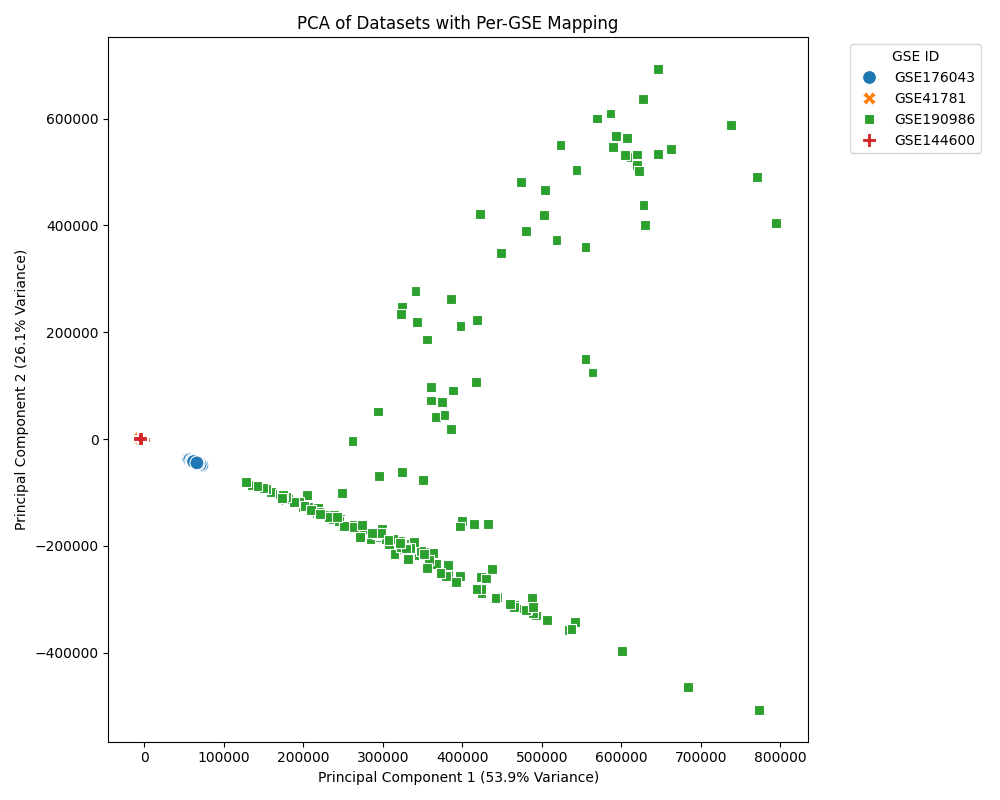 PCA of Datasets with Per-GSE Mapping
GSE ID
GSE176043
GSE41781
GSE190986
GSE144600
Principal Component 2 (26.1% Variance)
600000
400000
200000
0
−200000
−400000
0
100000
200000
300000
400000
500000
600000
700000
800000
Principal Component 1 (53.9% Variance)